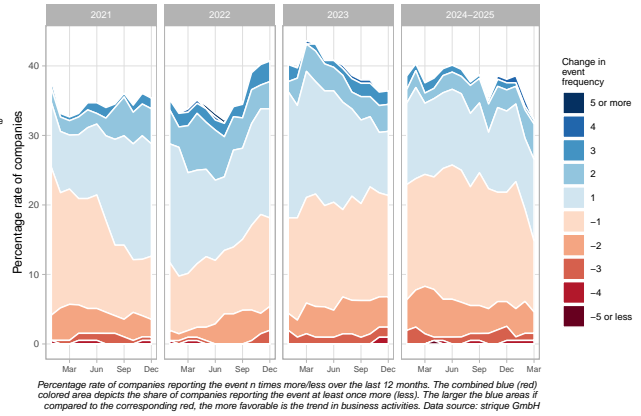 2021
2022
2023
2024–2025
Percentage rate of companies
40
30
20
10
0
Mar Jun Sep Dec
Mar Jun Sep Dec
Mar Jun Sep Dec
Mar Jun Sep Dec Mar
Change in
event
frequency
5 or more
4
3
2
1
−1
−2
−3
−4
−5 or less
Percentage rate of companies reporting the event n times more/less over the last 12 months. The combined blue (red)
colored area depicts the share of companies reporting the event at least once more (less). The larger the blue areas if
compared to the corresponding red, the more favorable is the trend in business activities. Data source: strique GmbH